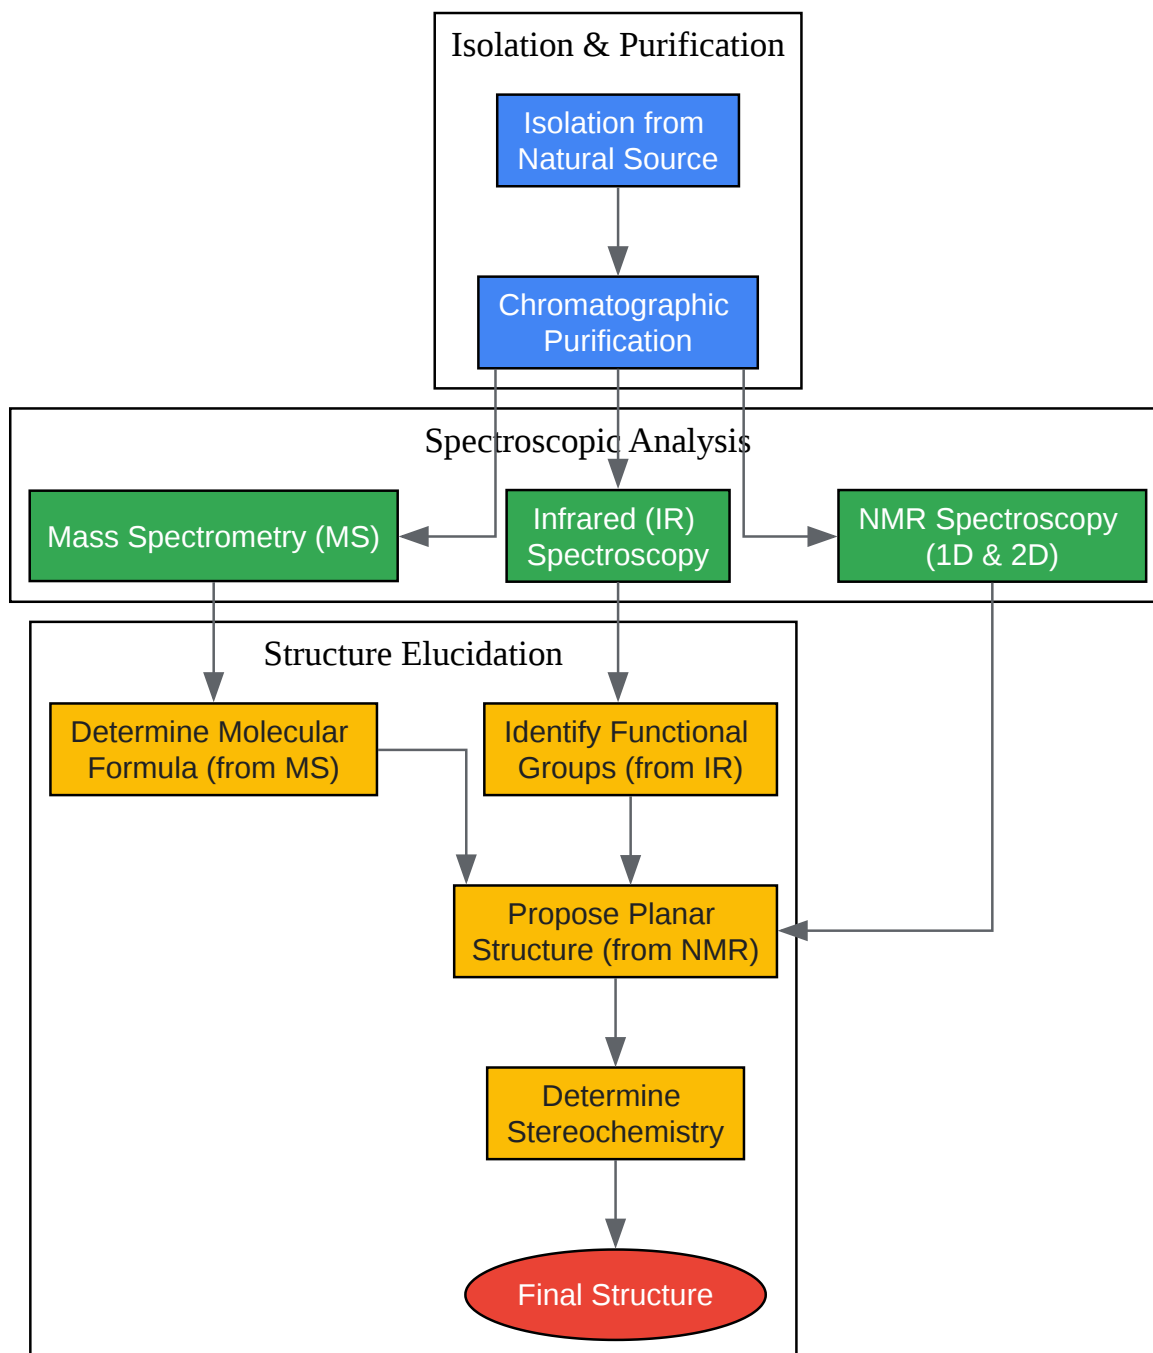 Isolation & Purification
Isolation from
Natural Source
Chromatographic
Purification
Spectroscopic Analysis
Mass Spectrometry (MS)
Infrared (IR)
Spectroscopy
NMR Spectroscopy
(1D & 2D)
Structure Elucidation
Determine Molecular
Formula (from MS)
Identify Functional
Groups (from IR)
Propose Planar
Structure (from NMR)
Determine
Stereochemistry
Final Structure